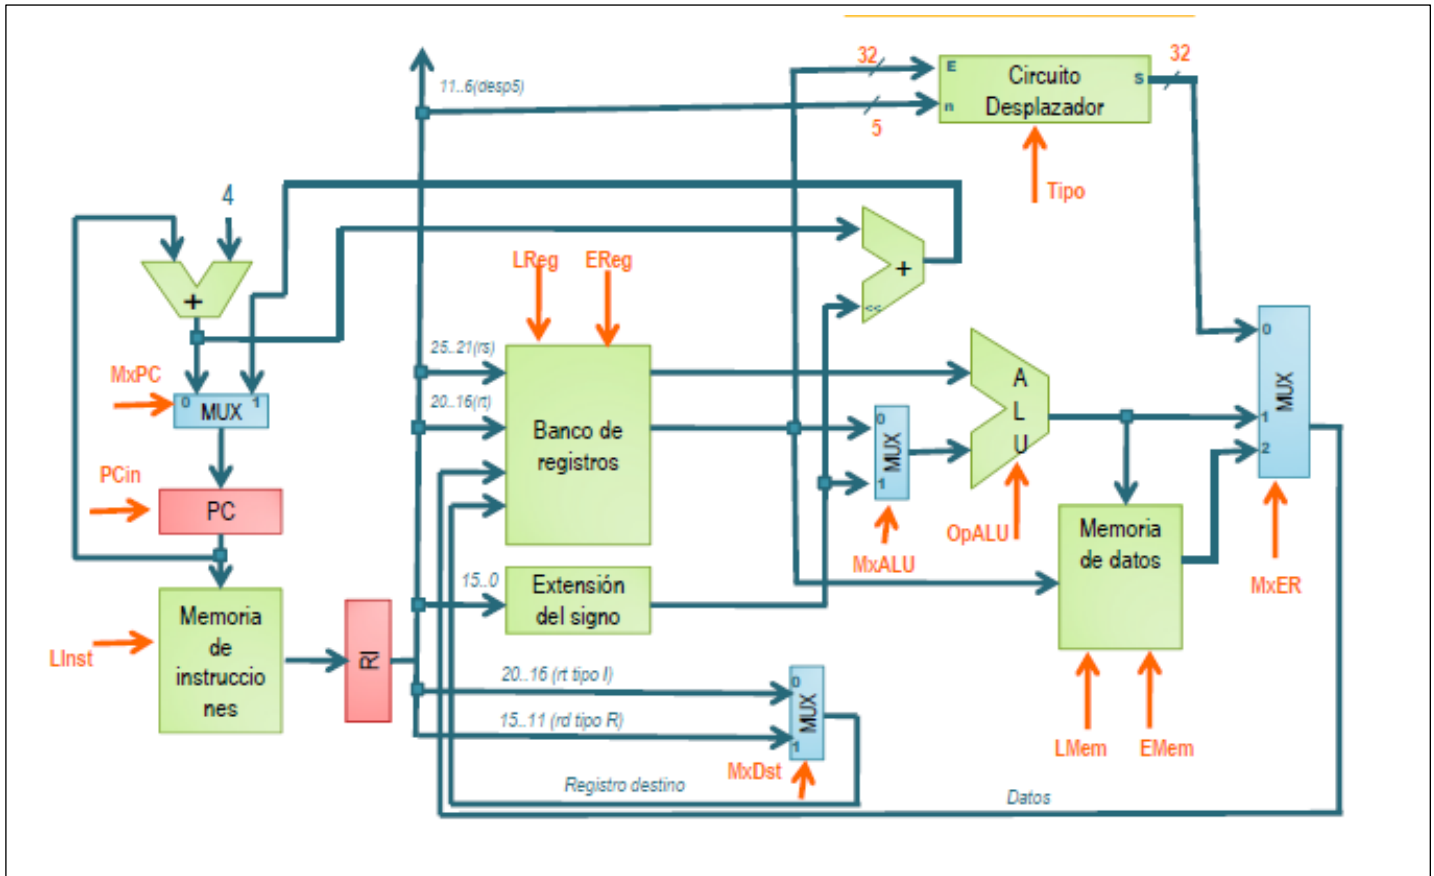 32
E
Circuito
Desplazador
S
32
n
11..6(desp5)
5
Tipo
4
+
LReg
EReg
+
<<
25..21(rs)
20..16(rt)
Banco de
registros
MxPC
0
MUX
1
PCin
PC
A
L
U
0
MUX
1
MxALU
OpALU
0
1
2
MUX
MxER
Memoria
de datos
LMem
EMem
15..0
Extensión
del signo
LInst
Memoria
de
instruccio
nes
RI
20..16 (rt tipo I)
15..11 (rd tipo R)
0
MUX
1
MxDst
Registro destino
Datos